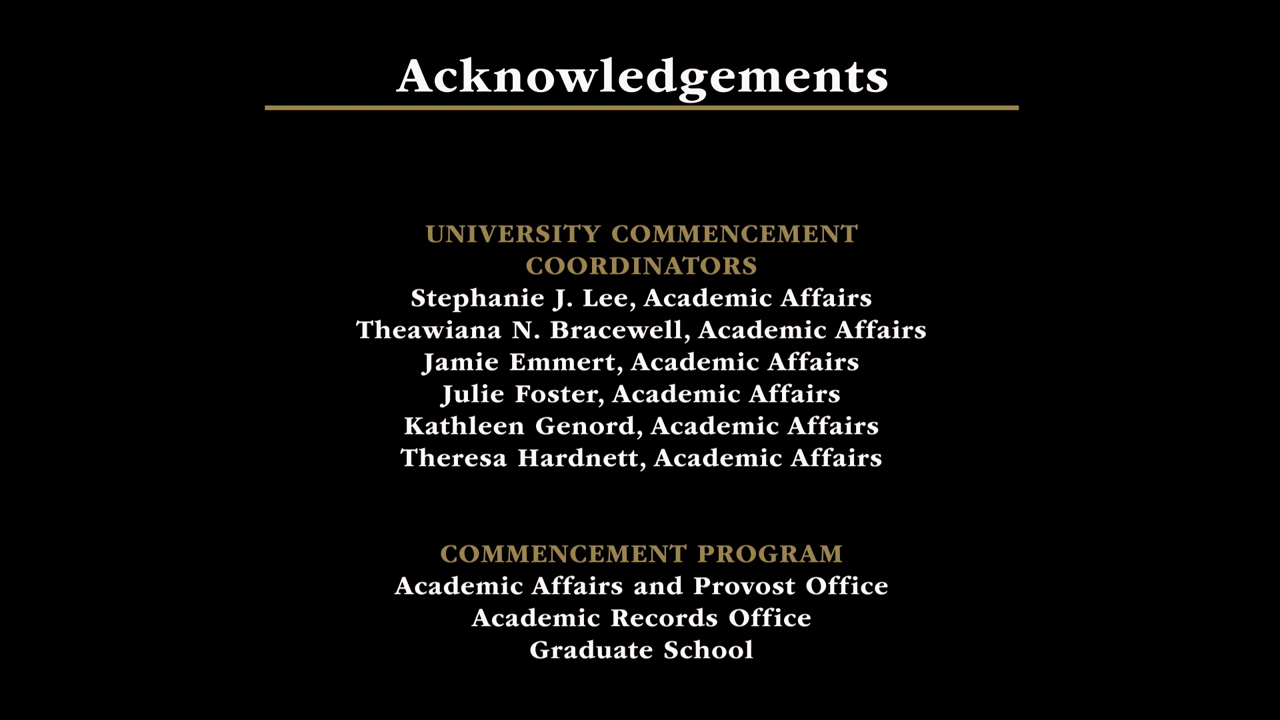 Acknowledgements
UNIVERSITY COMMENCEMENT
COORDINATORS
Stephanie J. Lee, Academic Affairs
Theawiana N. Bracewell, Academic Affairs
Jamie Emmert, Academic Affairs
Julie Foster, Academic Affairs
Kathleen Genord, Academic Affairs
Theresa Hardnett, Academic Affairs
COMMENCEMENT PROGRAM
Academic Affairs and Provost Office
Academic Records Office
Graduate School